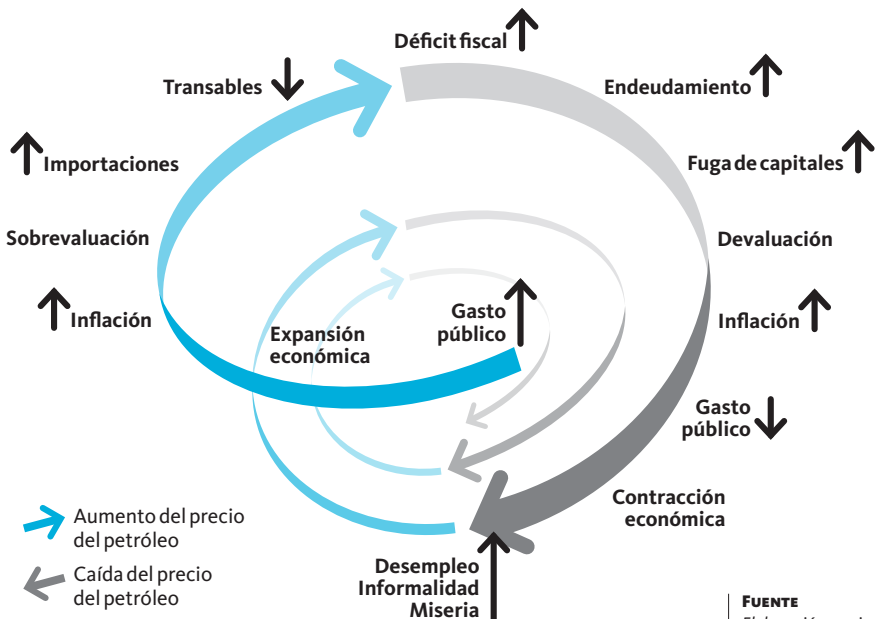 Déficit fiscal
Transables
Endeudamiento
Importaciones
Fuga de capitales
Sobrevaluación
Devaluación
Inflación
Gasto
público
Inflación
Expansión
económica
Gasto
público
Contracción
económica
Aumento del precio
del petróleo
Desempleo
Informalidad
Miseria
Caída del precio
del petróleo
FUENTE